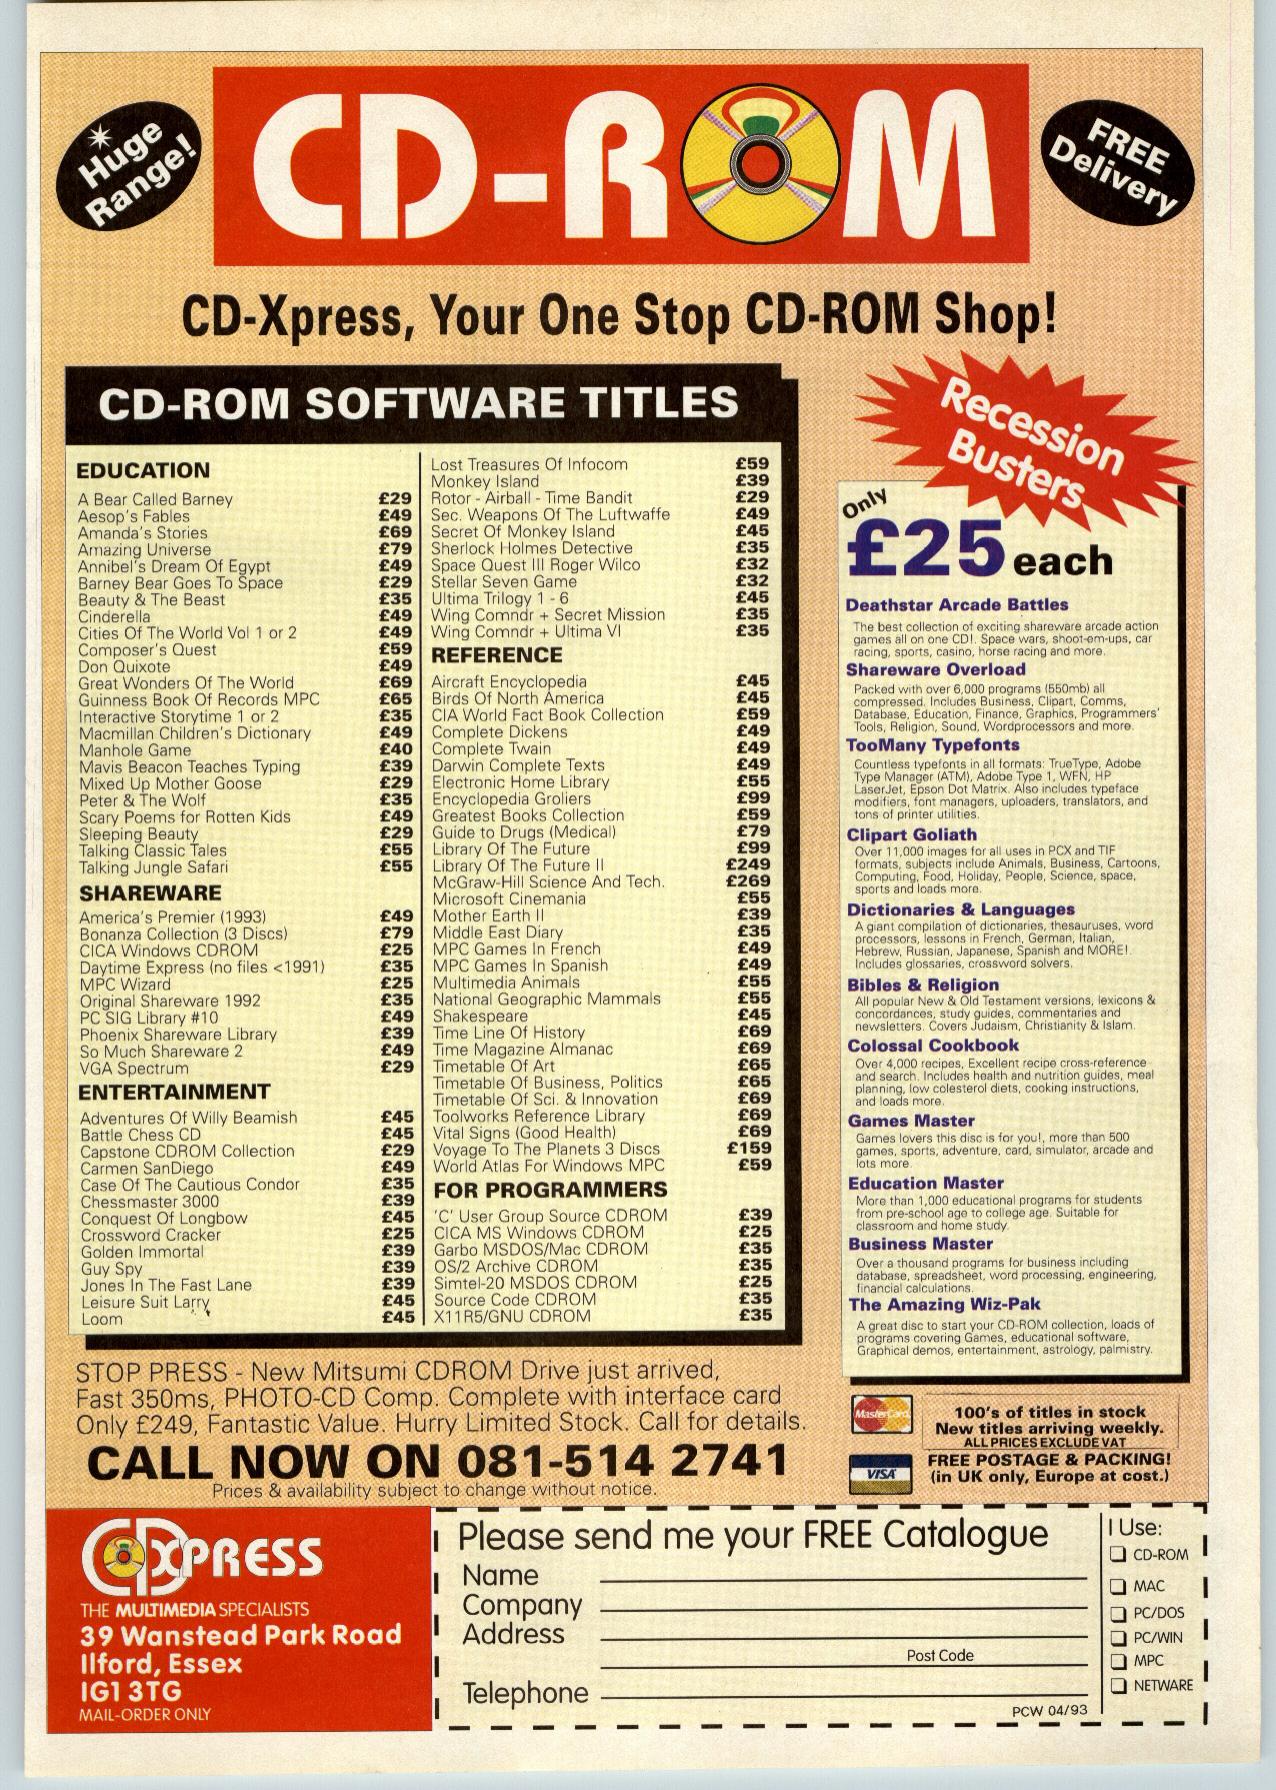 Huge
Range!
CD-ROM
FREE
Delivery
CD-Xpress, Your One Stop CD-ROM Shop!
CD-ROM SOFTWARE TITLES
EDUCATION
A Bear Called Barney £29
Aesop's Fables £49
Amanda's Stories £69
Amazing Universe £79
Annibel's Dream Of Egypt £49
Barney Bear Goes To Space £29
Beauty & The Beast £35
Cinderella £49
Cities Of The World Vol 1 or 2 £49
Composer's Quest £59
Don Quixote £49
Great Wonders Of The World £69
Guinness Book Of Records MPC £65
Interactive Storytime 1 or 2 £35
Macmillan Children's Dictionary £49
Manhole Game £40
Mavis Beacon Teaches Typing £39
Mixed Up Mother Goose £29
Peter & The Wolf £35
Scary Poems for Rotten Kids £49
Sleeping Beauty £29
Talking Classic Tales £55
Talking Jungle Safari £55
SHAREWARE
America's Premier (1993) £49
Bonanza Collection (3 Discs) £79
CICA Windows CDROM £25
Daytime Express (no files <1991) £35
MPC Wizard £25
Original Shareware 1992 £35
PC SIG Library #10 £49
Phoenix Shareware Library £39
So Much Shareware 2 £49
VGA Spectrum £29
ENTERTAINMENT
Adventures Of Willy Beamish £45
Battle Chess CD £45
Capstone CDROM Collection £29
Carmen SanDiego £49
Case Of The Cautious Condor £35
Chessmaster 3000 £39
Conquest Of Longbow £45
Crossword Cracker £25
Golden Immortal £39
Guy Spy £39
Jones In The Fast Lane £39
Leisure Suit Larry £45
Loom £45
Lost Treasures Of Infocom £59
Monkey Island £39
Rotor - Airball - Time Bandit £29
Sec. Weapons Of The Luftwaffe £49
Secret Of Monkey Island £45
Sherlock Holmes Detective £35
Space Quest III Roger Wilco £32
Stellar Seven Game £32
Ultima Trilogy 1 - 6 £45
Wing Comndr + Secret Mission £35
Wing Comndr + Ultima VI £35
REFERENCE
Aircraft Encyclopedia £45
Birds Of North America £45
CIA World Fact Book Collection £59
Complete Dickens £49
Complete Twain £49
Darwin Complete Texts £49
Electronic Home Library £55
Encyclopedia Groliers £99
Greatest Books Collection £59
Guide to Drugs (Medical) £79
Library Of The Future £99
Library Of The Future II £249
McGraw-Hill Science And Tech. £269
Microsoft Cinemania £55
Mother Earth II £39
Middle East Diary £35
MPC Games In French £49
MPC Games In Spanish £49
Multimedia Animals £55
National Geographic Mammals £55
Shakespeare £45
Time Line Of History £69
Time Magazine Almanac £69
Timetable Of Art £65
Timetable Of Business, Politics £65
Timetable Of Sci. & Innovation £69
Toolworks Reference Library £69
Vital Signs (Good Health) £69
Voyage To The Planets 3 Discs £159
World Atlas For Windows MPC £59
FOR PROGRAMMERS
'C' User Group Source CDROM £39
CICA MS Windows CDROM £25
Garbo MSDOS/Mac CDROM £35
OS/2 Archive CDROM £35
Simtel-20 MSDOS CDROM £25
Source Code CDROM £35
X11R5/GNU CDROM £35
Recession
Busters
Only
£25 each
Deathstar Arcade Battles
The best collection of exciting shareware arcade action
games all on one CD!. Space wars, shoot-em-ups, car
racing, sports, casino, horse racing and more.
Shareware Overload
Packed with over 6,000 programs (550mb) all
compressed. Includes Business, Clipart, Comms,
Database, Education, Finance, Graphics, Programmers'
Tools, Religion, Sound, Wordprocessors and more.
TooMany Typefonts
Countless typefonts in all formats: TrueType, Adobe
Type Manager (ATM), Adobe Type 1, WFN, HP
LaserJet, Epson Dot Matrix. Also includes typeface
modifiers, font managers, uploaders, translators, and
tons of printer utilities.
Clipart Goliath
Over 11,000 images for all uses in PCX and TIF
formats, subjects include Animals, Business, Cartoons,
Computing, Food, Holiday, People, Science, space,
sports and loads more.
Dictionaries & Languages
A giant compilation of dictionaries, thesauruses, word
processors, lessons in French, German, Italian,
Hebrew, Russian, Japanese, Spanish and MORE!.
Includes glossaries, crossword solvers.
Bibles & Religion
All popular New & Old Testament versions, lexicons &
concordances, study guides, commentaries and
newsletters. Covers Judaism, Christianity & Islam.
Colossal Cookbook
Over 4,000 recipes, Excellent recipe cross-reference
and search. Includes health and nutrition guides, meal
planning, low colesterol diets, cooking instructions,
and loads more.
Games Master
Games lovers this disc is for you!, more than 500
games, sports, adventure, card, simulator, arcade and
lots more.
Education Master
More than 1,000 educational programs for students
from pre-school age to college age. Suitable for
classroom and home study.
Business Master
Over a thousand programs for business including
database, spreadsheet, word processing, engineering,
financial calculations.
The Amazing Wiz-Pak
A great disc to start your CD-ROM collection, loads of
programs covering Games, educational software,
Graphical demos, entertainment, astrology, palmistry.
STOP PRESS - New Mitsumi CDROM Drive just arrived,
Fast 350ms, PHOTO-CD Comp. Complete with interface card
Only £249, Fantastic Value. Hurry Limited Stock. Call for details.
CALL NOW ON 081-514 2741
Prices & availability subject to change without notice.
MasterCard
VISA
100's of titles in stock
New titles arriving weekly.
ALL PRICES EXCLUDE VAT
FREE POSTAGE & PACKING!
(in UK only, Europe at cost.)
CDXPRESS
THE MULTIMEDIA SPECIALISTS
39 Wanstead Park Road
Ilford, Essex
IG1 3TG
MAIL-ORDER ONLY
Please send me your FREE Catalogue
Name
Company
Address
Post Code
Telephone
PCW 04/93
I Use:
CD-ROM
MAC
PC/DOS
PC/WIN
MPC
NETWARE